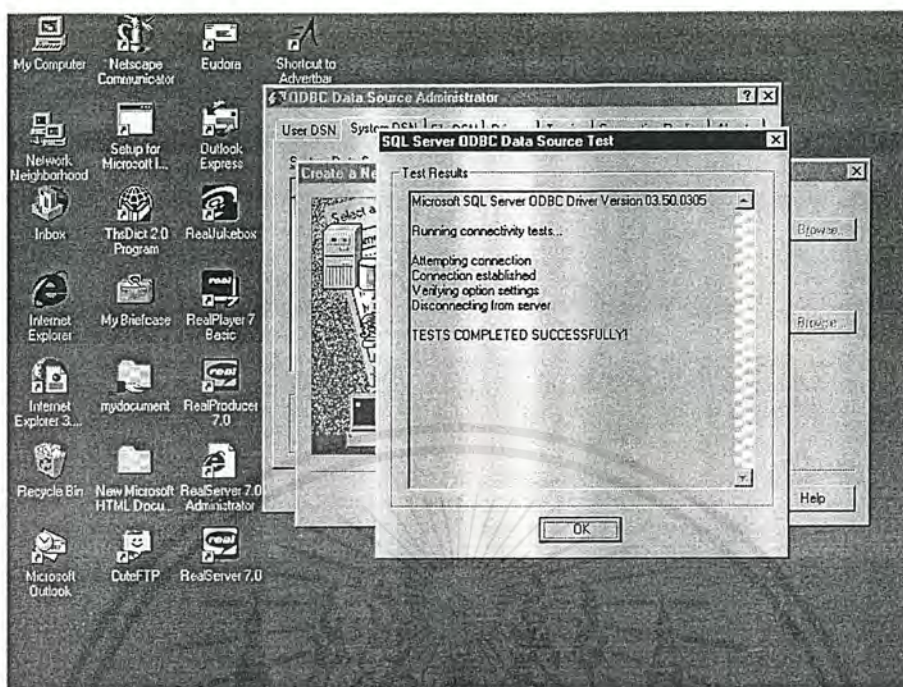 My Computer
Netscape
Communicator
Eudora
Shortcut to
Advertbar
Network
Neighborhood
Setup for
Microsoft I...
Outlook
Express
Inbox
ThsDict 2.0
Program
RealJukebox
Internet
Explorer
My Briefcase
RealPlayer 7
Basic
Internet
Explorer 3....
mydocument
RealProducer
7.0
Recycle Bin
New Microsoft
HTML Docu...
RealServer 7.0
Administrator
Microsoft
Outlook
CuteFTP
RealServer 7.0
ODBC Data Source Administrator
User DSN
System DSN
Create a Ne
Select a
Browse...
Browse...
Help
SQL Server ODBC Data Source Test
Test Results
Microsoft SQL Server ODBC Driver Version 03.50.0305
Running connectivity tests...
Attempting connection
Connection established
Verifying option settings
Disconnecting from server
TESTS COMPLETED SUCCESSFULLY!
OK